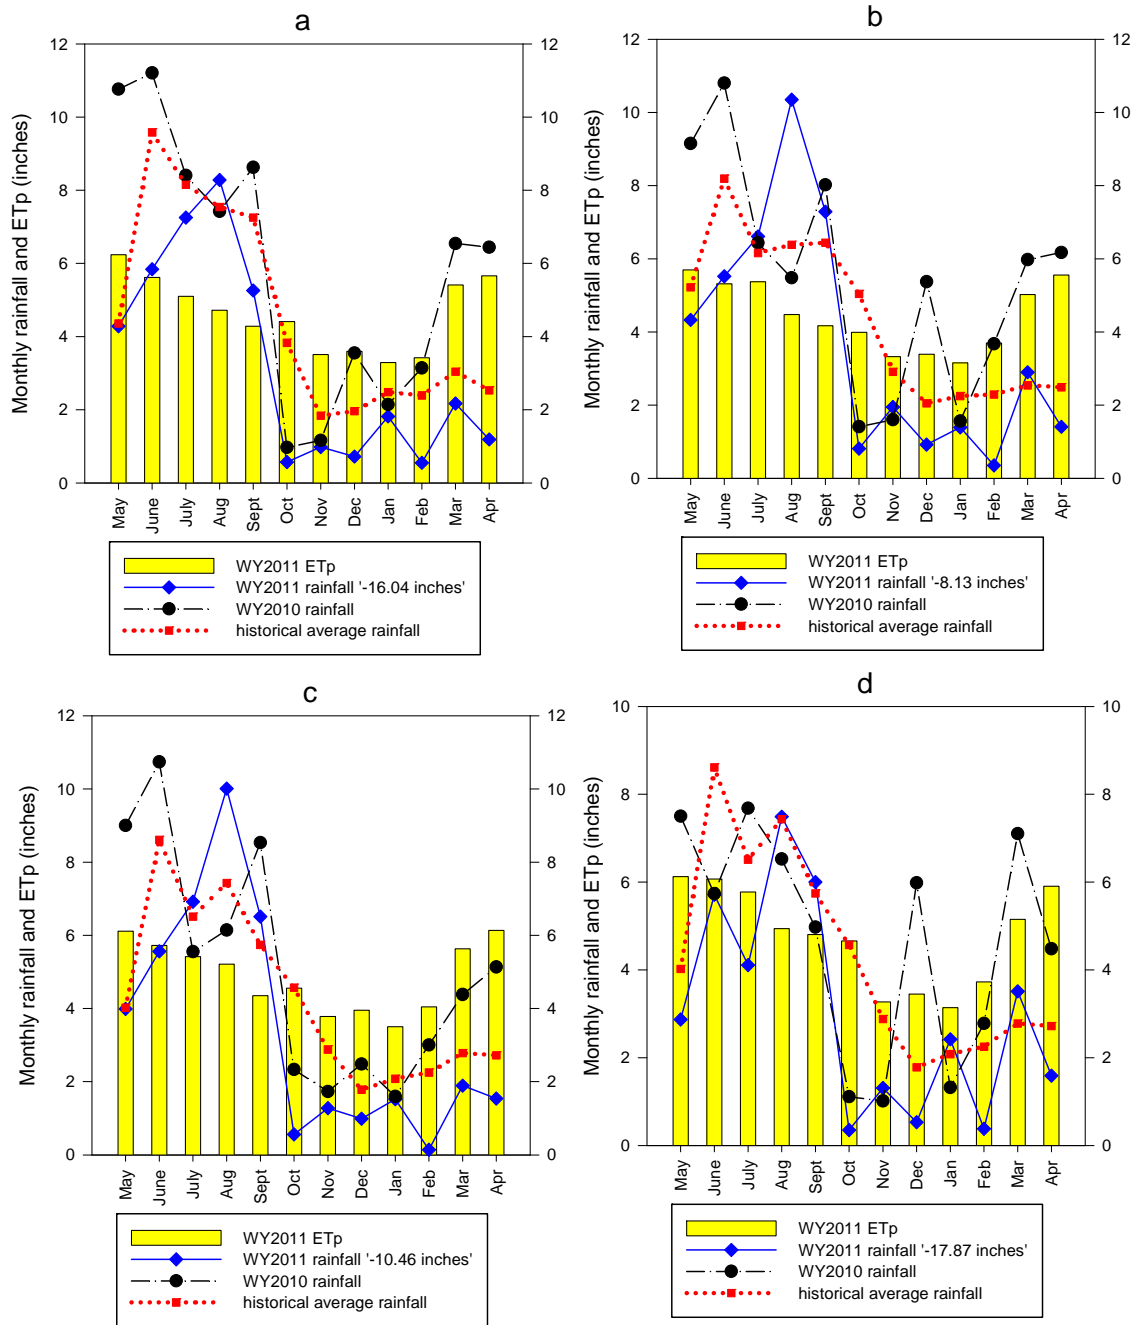 a
Monthly rainfall and ETp (inches)
12 12
10 10
8 8
6 6
4 4
2 2
0 0
May June July Aug Sept Oct Nov Dec Jan Feb Mar Apr
WY2011 ETp
WY2011 rainfall '-16.04 inches'
WY2010 rainfall
historical average rainfall
b
Monthly rainfall and ETp (inches)
12 12
10 10
8 8
6 6
4 4
2 2
0 0
May June July Aug Sept Oct Nov Dec Jan Feb Mar Apr
WY2011 ETp
WY2011 rainfall '-8.13 inches'
WY2010 rainfall
historical average rainfall
c
Monthly rainfall and ETp (inches)
12 12
10 10
8 8
6 6
4 4
2 2
0 0
May June July Aug Sept Oct Nov Dec Jan Feb Mar Apr
WY2011 ETp
WY2011 rainfall '-10.46 inches'
WY2010 rainfall
historical average rainfall
d
Monthly rainfall and ETp (inches)
10 10
8 8
6 6
4 4
2 2
0 0
May June July Aug Sept Oct Nov Dec Jan Feb Mar Apr
WY2011 ETp
WY2011 rainfall '-17.87 inches'
WY2010 rainfall
historical average rainfall